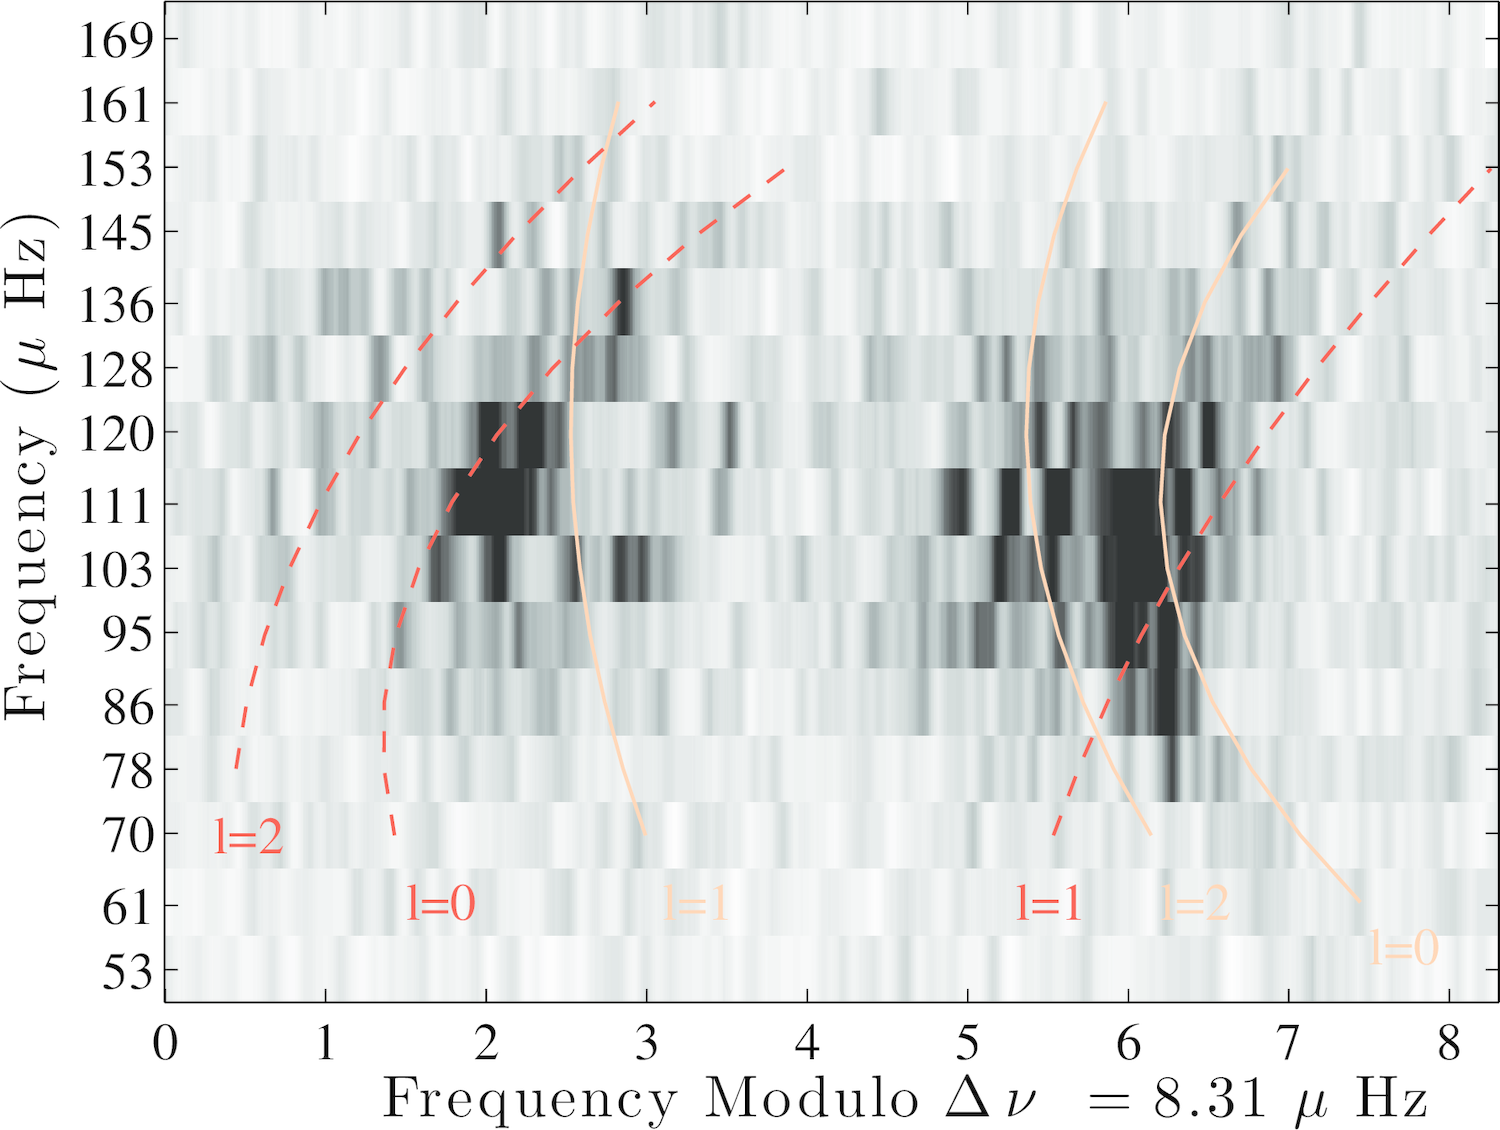 Frequency (μ Hz)
169
161
153
145
136
128
120
111
103
95
86
78
70
61
53
l=2
l=0
l=1
l=1
l=2
l=0
0 1 2 3 4 5 6 7 8
Frequency Modulo Δ ν = 8.31 μ Hz